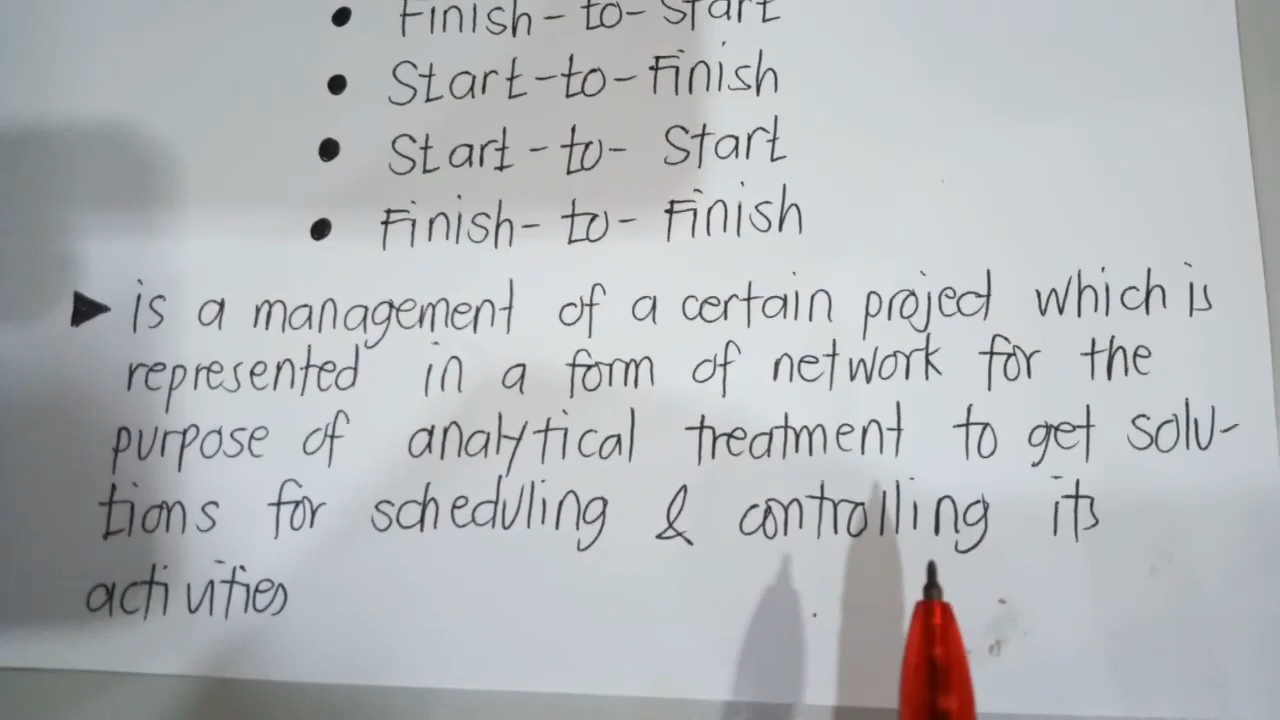 • Finish-to-Start
• Start-to-Finish
• Start-to-Start
• Finish-to-Finish
▶ is a management of a certain project which is
represented in a form of network for the
purpose of analytical treatment to get solu-
tions for scheduling & controlling its
activities